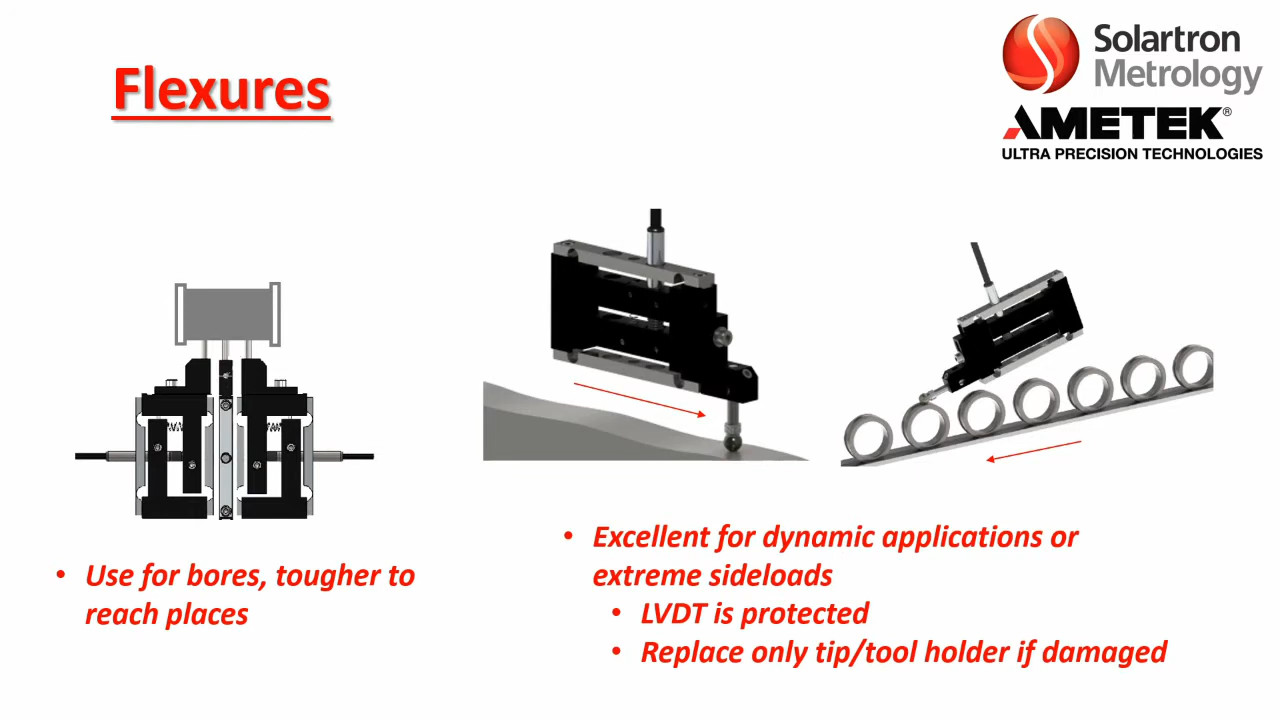 Flexures
Solartron
Metrology
AMETEK®
ULTRA PRECISION TECHNOLOGIES
• Use for bores, tougher to
reach places
• Excellent for dynamic applications or
extreme sideloads
• LVDT is protected
• Replace only tip/tool holder if damaged